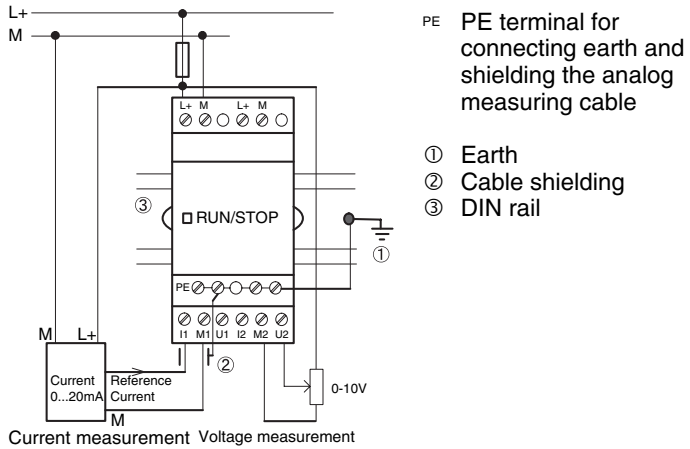 L+
M
L+ M L+ M
③
RUN/STOP
①
PE
I1 M1 U1 I2 M2 U2
②
M L+
Current
0...20mA
Reference
Current
M
0-10V
Current measurement
Voltage measurement
PE PE terminal for
connecting earth and
shielding the analog
measuring cable
① Earth
② Cable shielding
③ DIN rail